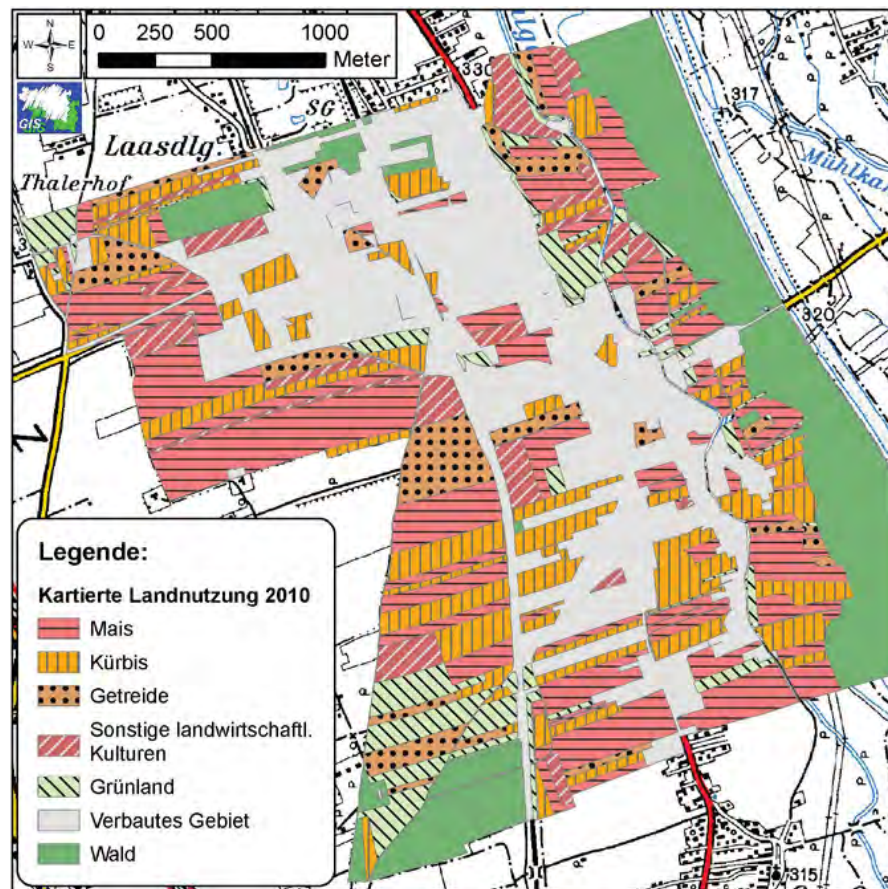 N
W E
S
0 250 500 1000
Meter
GIS
330
317
SG
Laasdlg.
Thalerhof
Mühlka
320
Legende:
Kartierte Landnutzung 2010
Mais
Kürbis
Getreide
Sonstige landwirtschaftl.
Kulturen
Grünland
Verbautes Gebiet
Wald
315